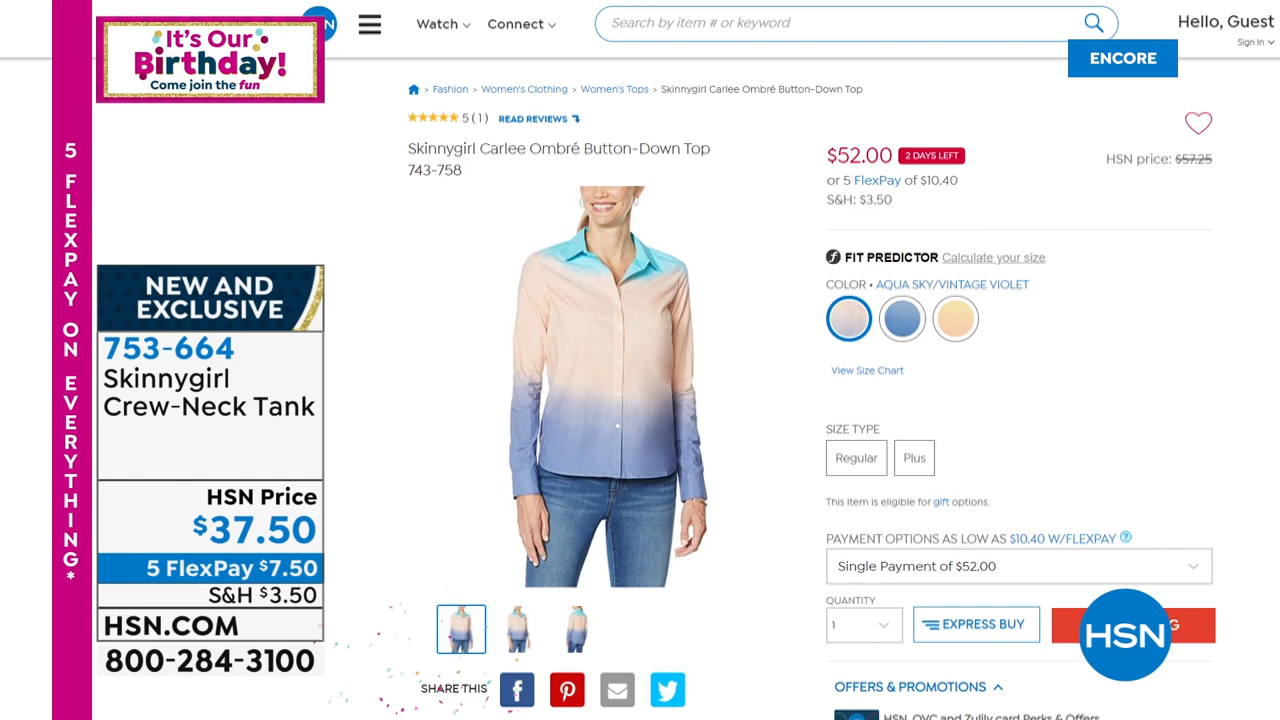 It's Our
Birthday!
Come join the fun
5 FLEXPAY ON EVERYTHING*
NEW AND
EXCLUSIVE
753-664
Skinnygirl
Crew-Neck Tank
HSN Price
$37.50
5 FlexPay $7.50
S&H $3.50
HSN.COM
800-284-3100
Watch
Connect
Search by item # or keyword
Hello, Guest
Sign In
ENCORE
> Fashion > Women's Clothing > Women's Tops > Skinnygirl Carlee Ombré Button-Down Top
5 (1) READ REVIEWS
Skinnygirl Carlee Ombré Button-Down Top
743-758
$52.00 2 DAYS LEFT
HSN price: $57.25
or 5 FlexPay of $10.40
S&H: $3.50
FIT PREDICTOR Calculate your size
COLOR • AQUA SKY/VINTAGE VIOLET
View Size Chart
SIZE TYPE
Regular Plus
This item is eligible for gift options.
PAYMENT OPTIONS AS LOW AS $10.40 W/FLEXPAY ?
Single Payment of $52.00
QUANTITY
1
EXPRESS BUY
G
HSN
SHARE THIS
OFFERS & PROMOTIONS
HSN, QVC and Zulily card Perks & Offers